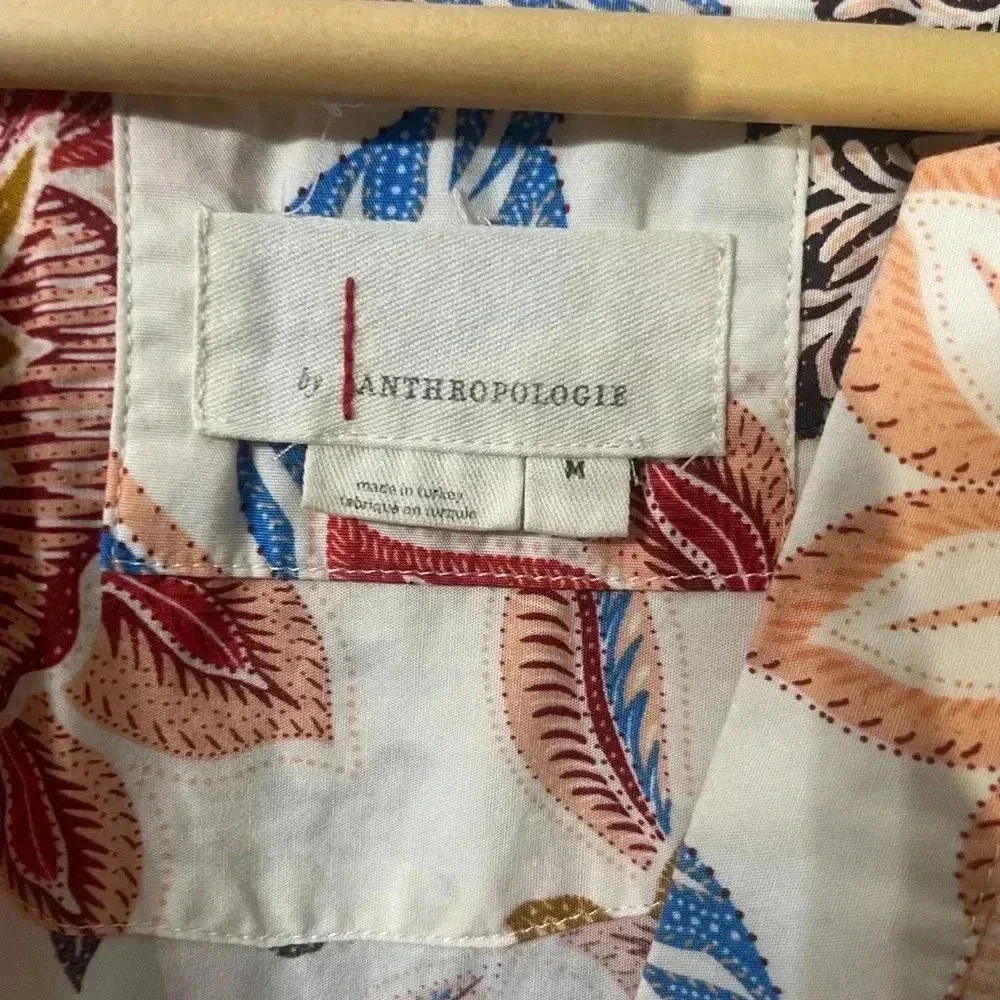 by ANTHROPOLOGIE
made in turkey
fabriqué en turquie
M